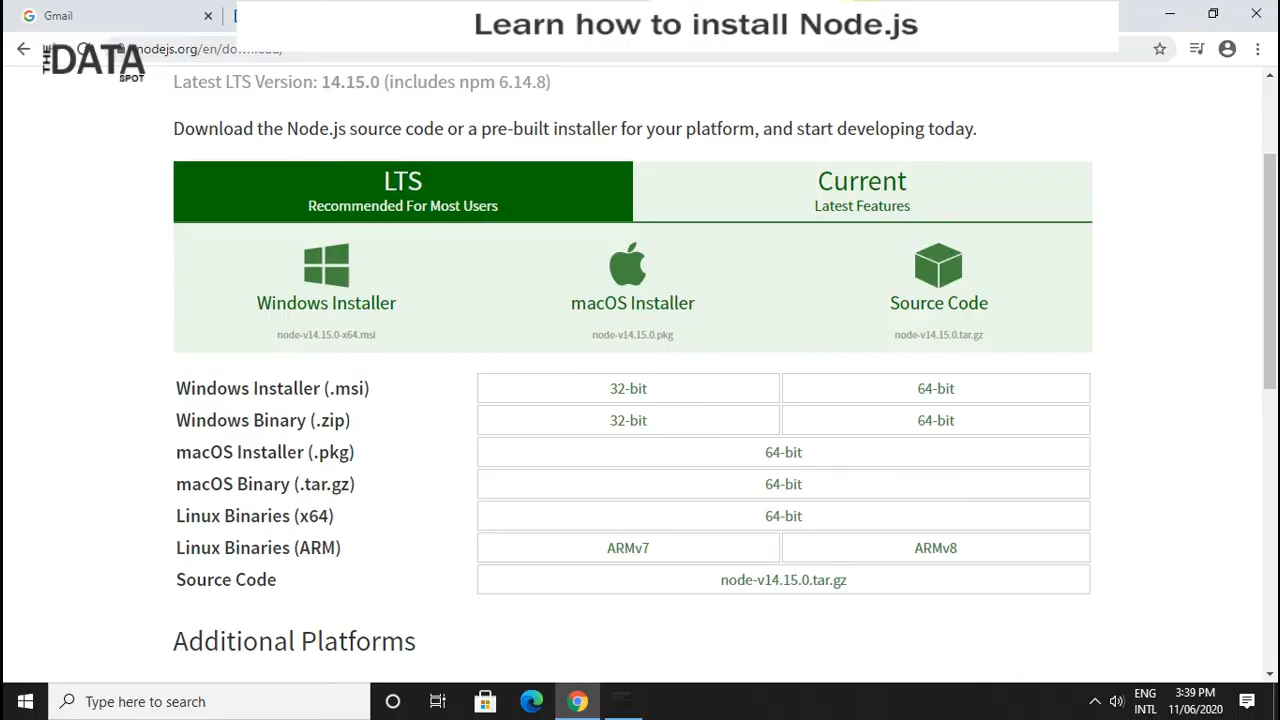 Gmail
Learn how to install Node.js
nodejs.org/en/download/
THE DATA SPOT
Latest LTS Version: 14.15.0 (includes npm 6.14.8)
Download the Node.js source code or a pre-built installer for your platform, and start developing today.
LTS
Recommended For Most Users
Current
Latest Features
Windows Installer
node-v14.15.0-x64.msi
macOS Installer
node-v14.15.0.pkg
Source Code
node-v14.15.0.tar.gz
Windows Installer (.msi) 32-bit 64-bit
Windows Binary (.zip) 32-bit 64-bit
macOS Installer (.pkg) 64-bit
macOS Binary (.tar.gz) 64-bit
Linux Binaries (x64) 64-bit
Linux Binaries (ARM) ARMv7 ARMv8
Source Code node-v14.15.0.tar.gz
Additional Platforms
Type here to search
ENG
INTL
3:39 PM
11/06/2020